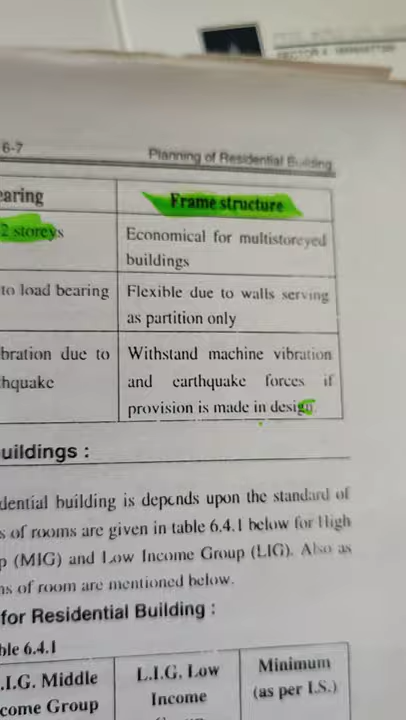 6-7 Planning of Residential Building
earing Frame structure
2 storeys Economical for multistoreyed
buildings
to load bearing Flexible due to walls serving
as partition only
bration due to Withstand machine vibration
hquake and earthquake forces if
provision is made in design
uildings :
dential building is depends upon the standard of
s of rooms are given in table 6.4.1 below for High
p (MIG) and Low Income Group (LIG). Also as
ns of room are mentioned below.
for Residential Building :
ble 6.4.1
.I.G. Middle L.I.G. Low Minimum
come Group Income (as per I.S.)